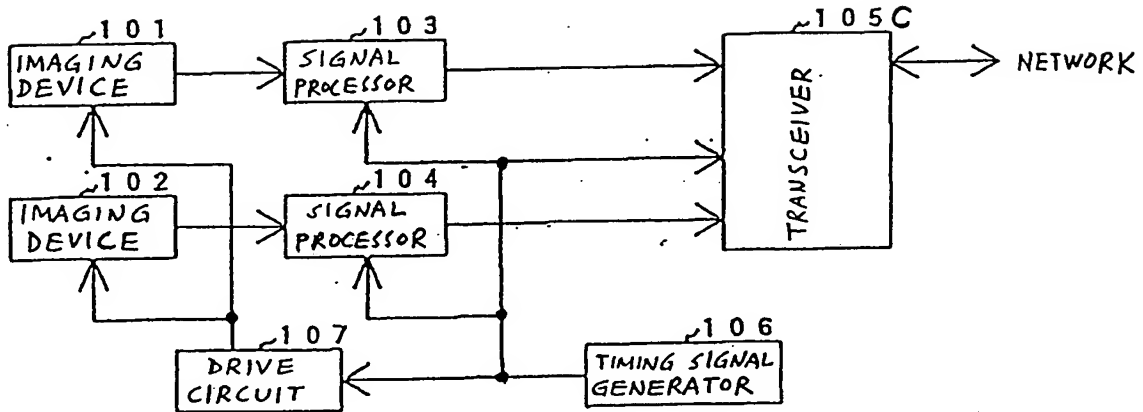 101
IMAGING
DEVICE
103
SIGNAL
PROCESSOR
105C
TRANSCEIVER
NETWORK
102
IMAGING
DEVICE
104
SIGNAL
PROCESSOR
107
DRIVE
CIRCUIT
106
TIMING SIGNAL
GENERATOR